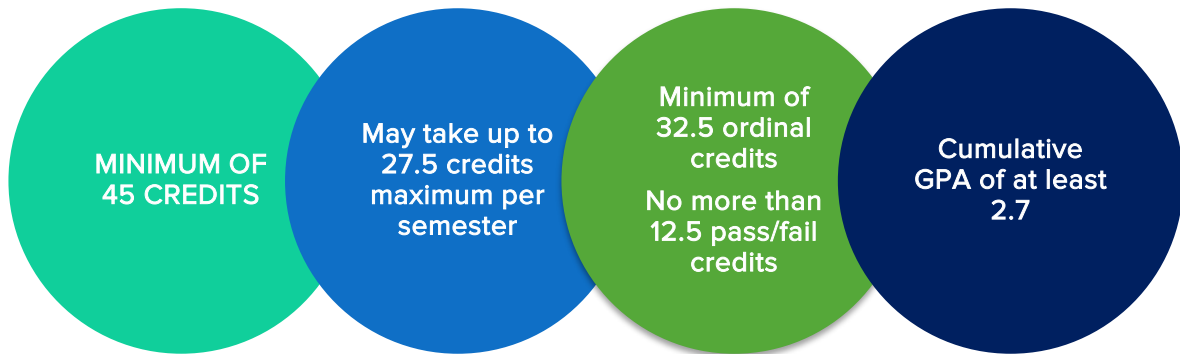 MINIMUM OF
45 CREDITS
May take up to
27.5 credits
maximum per
semester
Minimum of
32.5 ordinal
credits
No more than
12.5 pass/fail
credits
Cumulative
GPA of at least
2.7